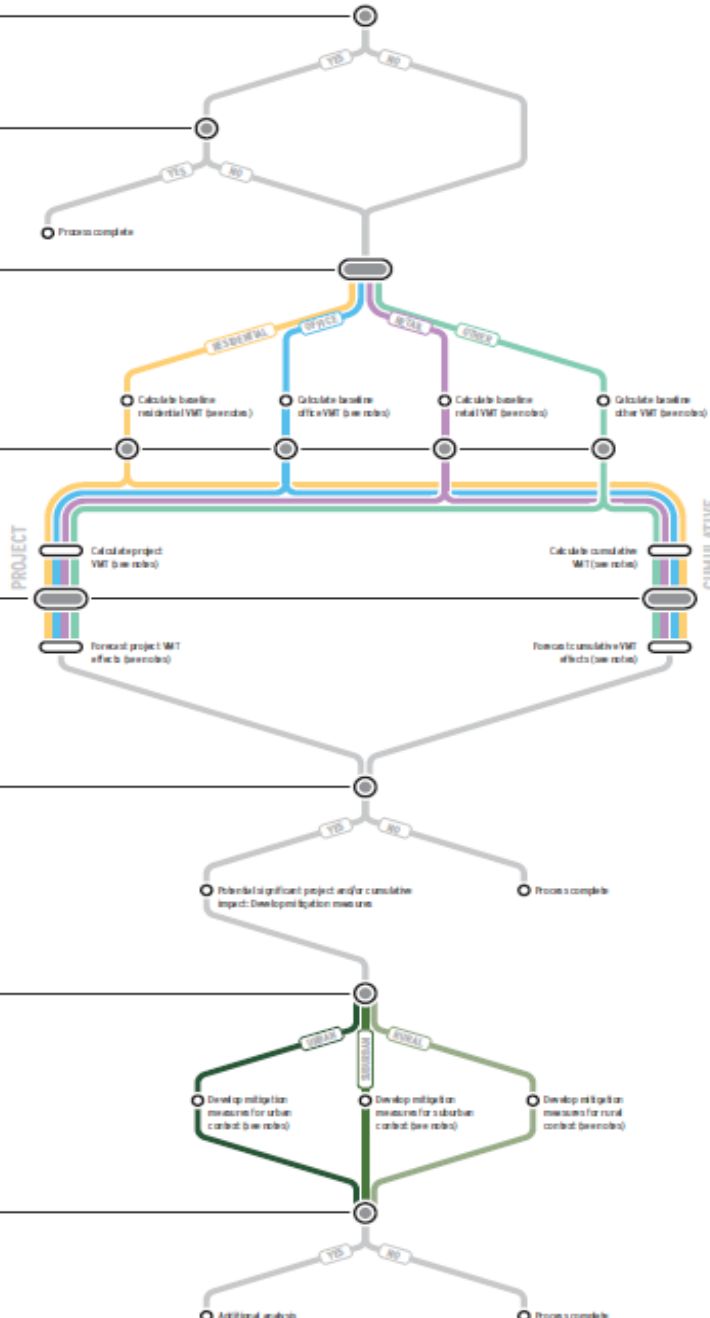 YES
NO
YES
NO
Process complete
RESIDENTIAL
OFFICE
RETAIL
OTHER
Calculate baseline
residential VMT (see notes)
Calculate baseline
office VMT (see notes)
Calculate baseline
retail VMT (see notes)
Calculate baseline
other VMT (see notes)
PROJECT
CUMULATIVE
Calculate project
VMT (see notes)
Calculate cumulative
VMT (see notes)
Forecast project VMT
effects (see notes)
Forecast cumulative VMT
effects (see notes)
YES
NO
Potential significant project and/or cumulative
impact: Develop mitigation measures
Process complete
URBAN
SUBURBAN
RURAL
Develop mitigation
measures for urban
context (see notes)
Develop mitigation
measures for suburban
context (see notes)
Develop mitigation
measures for rural
context (see notes)
YES
NO
Additional analysis
Process complete